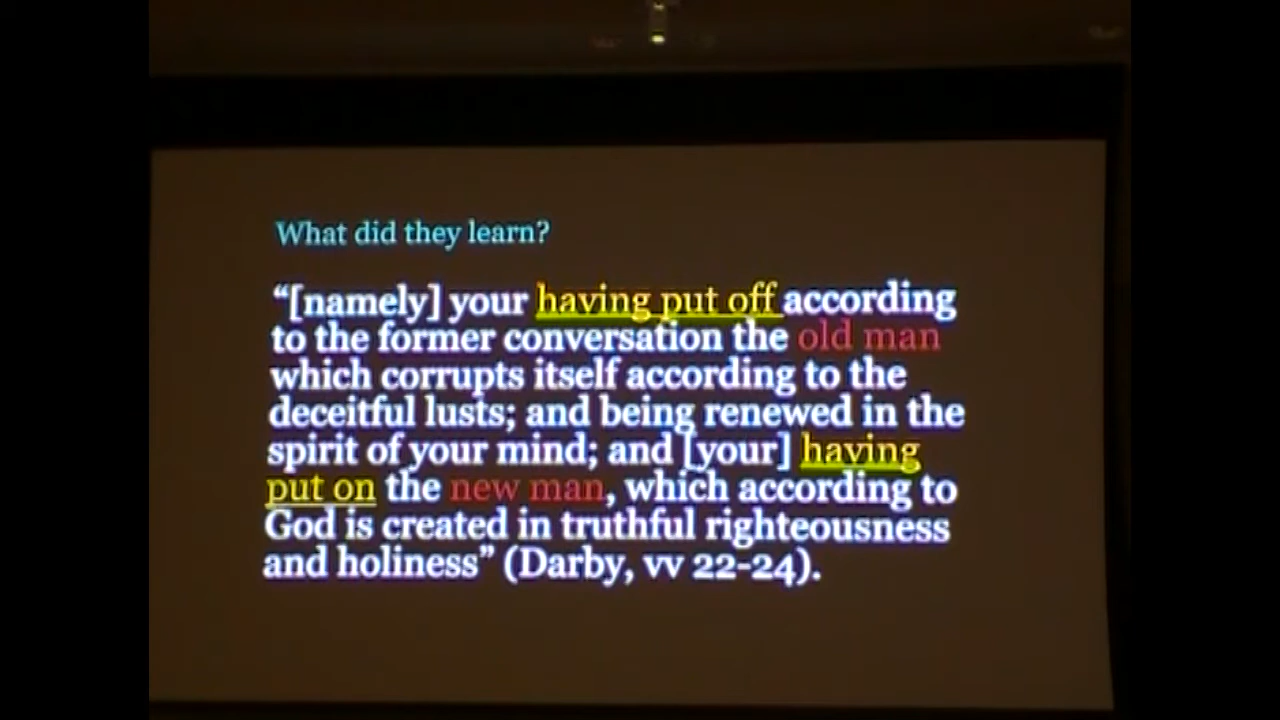 What did they learn?
“[namely] your having put off according
to the former conversation the old man
which corrupts itself according to the
deceitful lusts; and being renewed in the
spirit of your mind; and [your] having
put on the new man, which according to
God is created in truthful righteousness
and holiness” (Darby, vv 22-24).